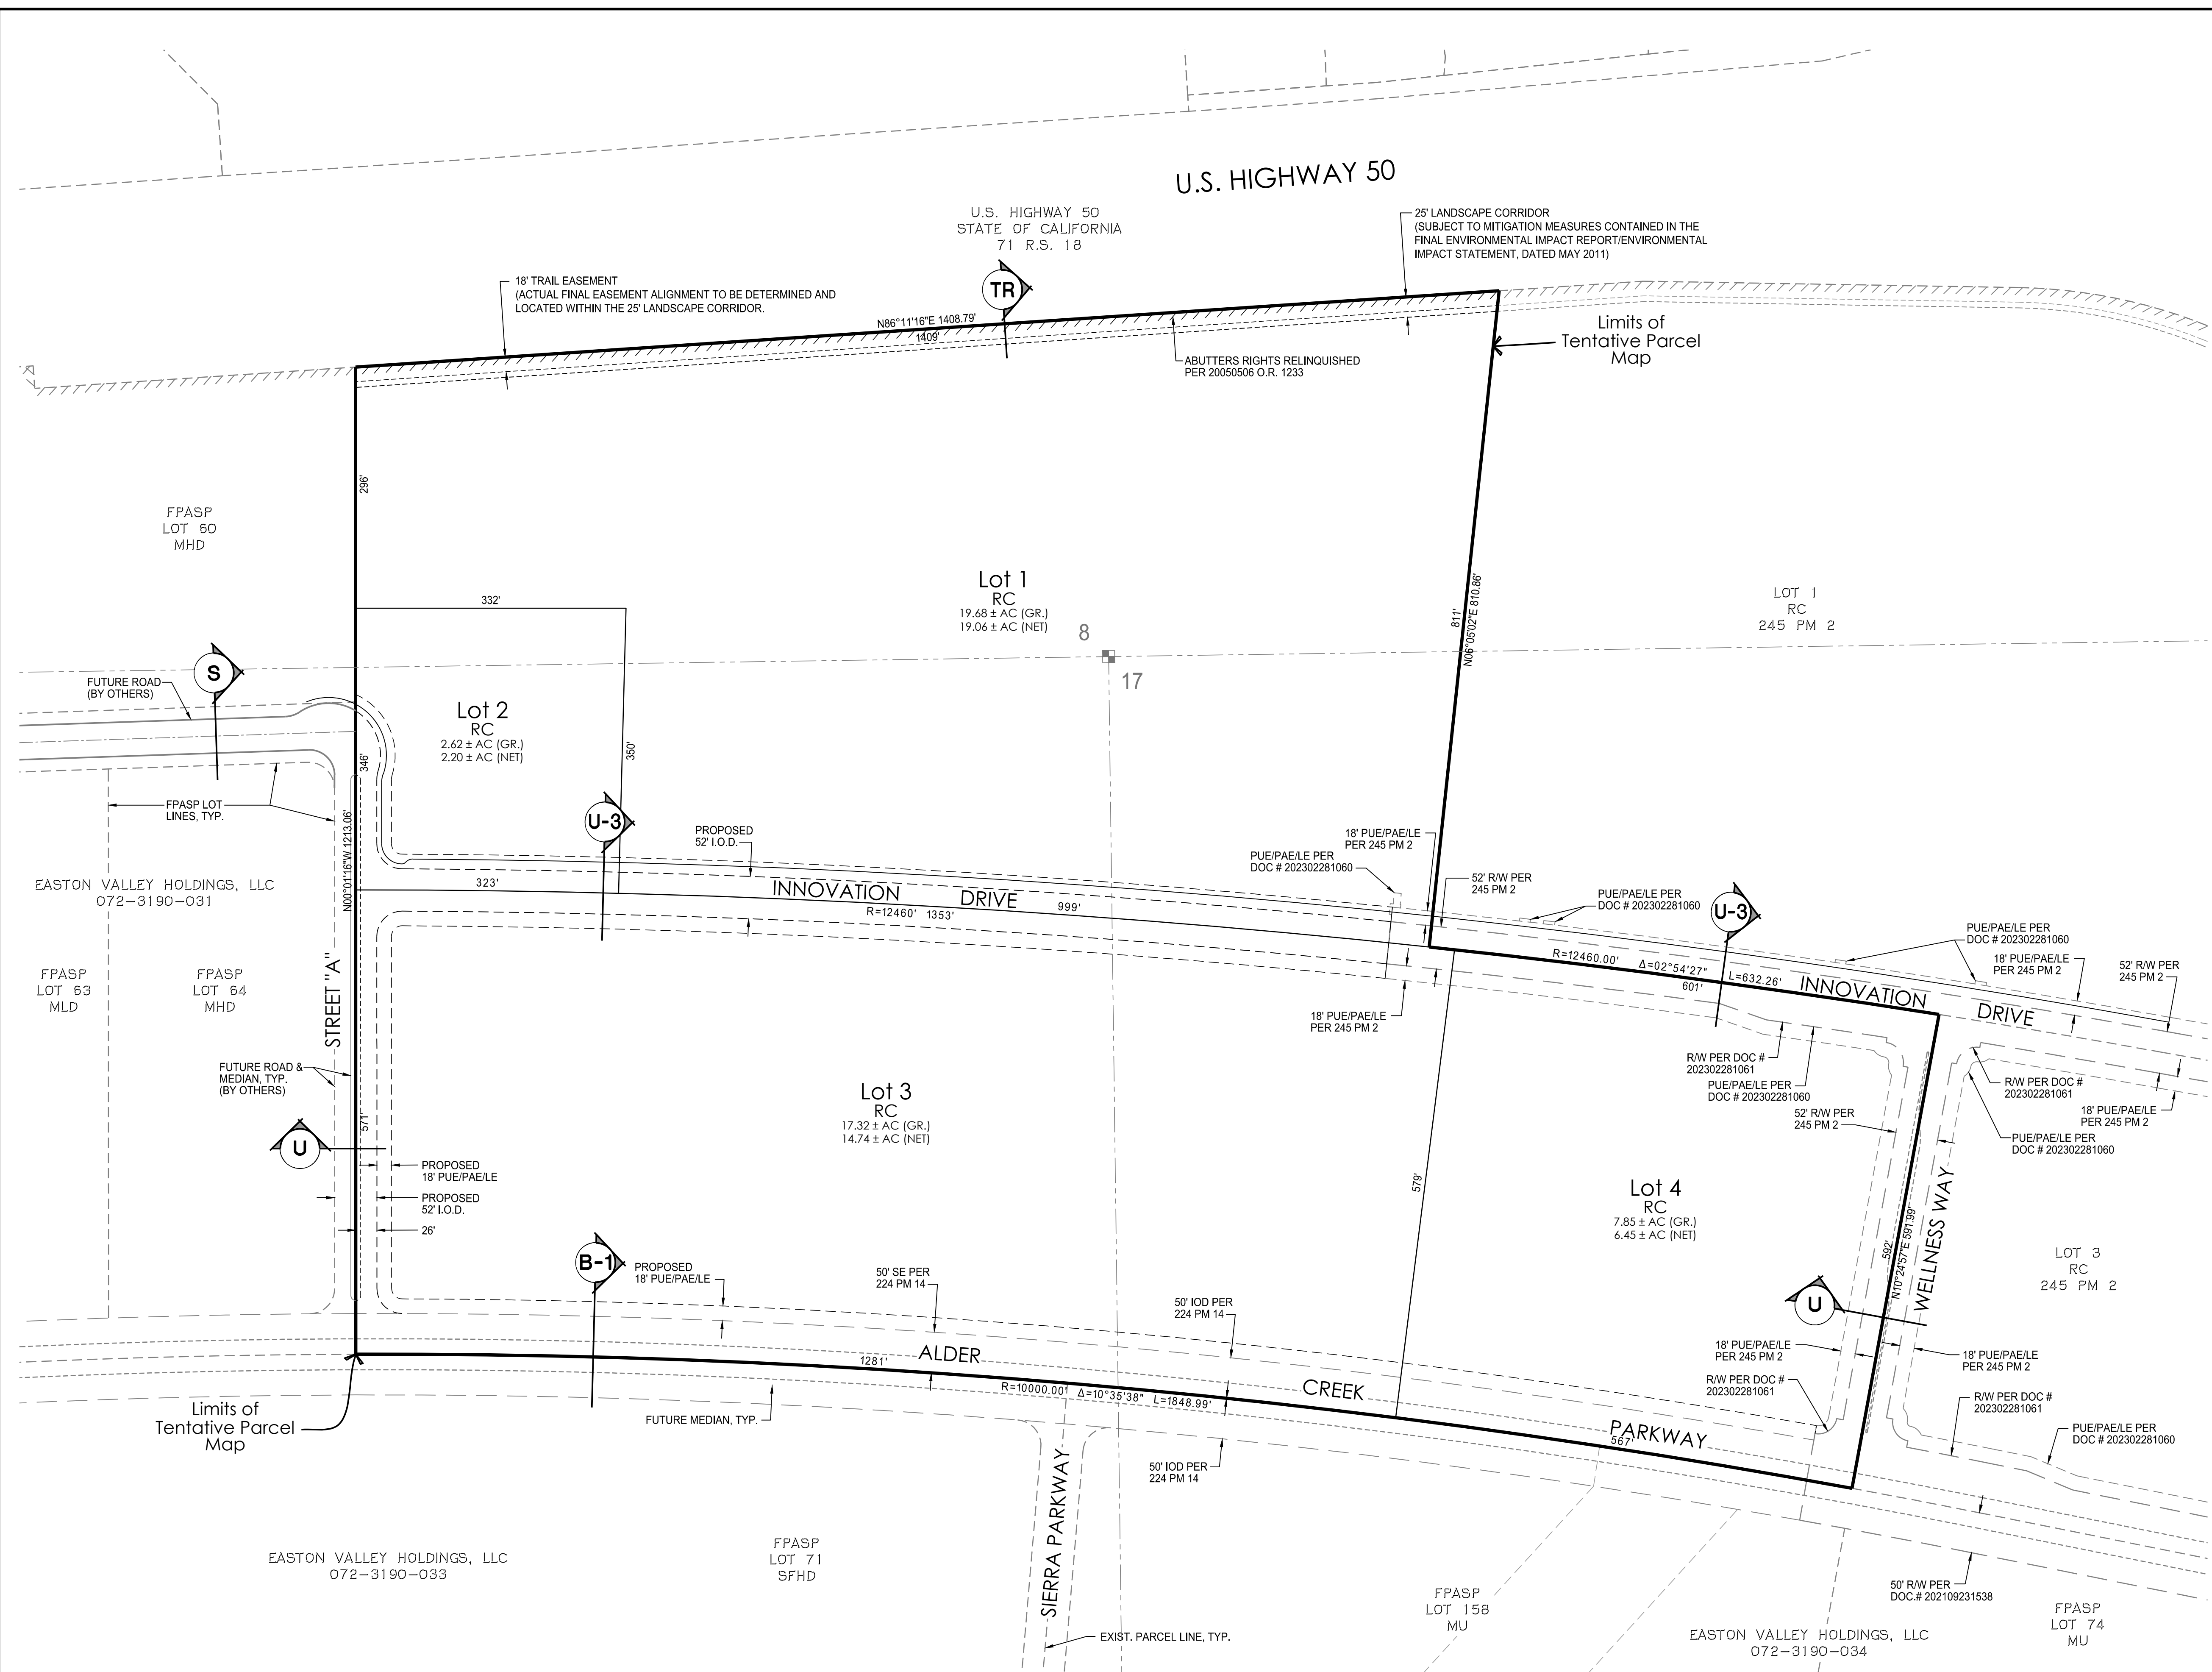 U.S. HIGHWAY 50
U.S. HIGHWAY 50
STATE OF CALIFORNIA
71 R.S. 18
25' LANDSCAPE CORRIDOR
(SUBJECT TO MITIGATION MEASURES CONTAINED IN THE
FINAL ENVIRONMENTAL IMPACT REPORT/ENVIRONMENTAL
IMPACT STATEMENT, DATED MAY 2011)
18' TRAIL EASEMENT
(ACTUAL FINAL EASEMENT ALIGNMENT TO BE DETERMINED AND
LOCATED WITHIN THE 25' LANDSCAPE CORRIDOR.
TR
N86°11'16"E 1408.79'
1409'
Limits of
Tentative Parcel
Map
ABUTTERS RIGHTS RELINQUISHED
PER 20050506 O.R. 1233
296'
FPASP
LOT 60
MHD
332'
Lot 1
RC
19.68 ± AC (GR.)
19.06 ± AC (NET)
8
17
811'
N06°05'02"E 810.86'
LOT 1
RC
245 PM 2
S
FUTURE ROAD
(BY OTHERS)
Lot 2
RC
2.62 ± AC (GR.)
2.20 ± AC (NET)
350'
346'
FPASP LOT
LINES, TYP.
N00°01'16"W 1213.06'
U-3
PROPOSED
52' I.O.D.
18' PUE/PAE/LE
PER 245 PM 2
PUE/PAE/LE PER
DOC # 202302281060
EASTON VALLEY HOLDINGS, LLC
072-3190-031
323'
INNOVATION DRIVE
R=12460' 1353'
999'
52' R/W PER
245 PM 2
PUE/PAE/LE PER
DOC # 202302281060
U-3
PUE/PAE/LE PER
DOC # 202302281060
18' PUE/PAE/LE
PER 245 PM 2
52' R/W PER
245 PM 2
R=12460.00' Δ=02°54'27" L=632.26'
601'
INNOVATION DRIVE
FPASP
LOT 63
MLD
FPASP
LOT 64
MHD
STREET "A"
18' PUE/PAE/LE
PER 245 PM 2
FUTURE ROAD &
MEDIAN, TYP.
(BY OTHERS)
R/W PER DOC #
202302281061
PUE/PAE/LE PER
DOC # 202302281060
52' R/W PER
245 PM 2
R/W PER DOC #
202302281061
18' PUE/PAE/LE
PER 245 PM 2
PUE/PAE/LE PER
DOC # 202302281060
Lot 3
RC
17.32 ± AC (GR.)
14.74 ± AC (NET)
571'
U
PROPOSED
18' PUE/PAE/LE
PROPOSED
52' I.O.D.
26'
579'
Lot 4
RC
7.85 ± AC (GR.)
6.45 ± AC (NET)
592'
N10°24'57"E 591.99'
WELLNESS WAY
LOT 3
RC
245 PM 2
B-1
PROPOSED
18' PUE/PAE/LE
50' SE PER
224 PM 14
50' IOD PER
224 PM 14
U
18' PUE/PAE/LE
PER 245 PM 2
18' PUE/PAE/LE
PER 245 PM 2
R/W PER DOC #
202302281061
R/W PER DOC #
202302281061
PUE/PAE/LE PER
DOC # 202302281060
1281'
ALDER CREEK PARKWAY
R=10000.00' Δ=10°35'38" L=1848.99'
567'
Limits of
Tentative Parcel
Map
FUTURE MEDIAN, TYP.
50' IOD PER
224 PM 14
SIERRA PARKWAY
EASTON VALLEY HOLDINGS, LLC
072-3190-033
FPASP
LOT 71
SFHD
EXIST. PARCEL LINE, TYP.
FPASP
LOT 158
MU
50' R/W PER
DOC.# 202109231538
EASTON VALLEY HOLDINGS, LLC
072-3190-034
FPASP
LOT 74
MU